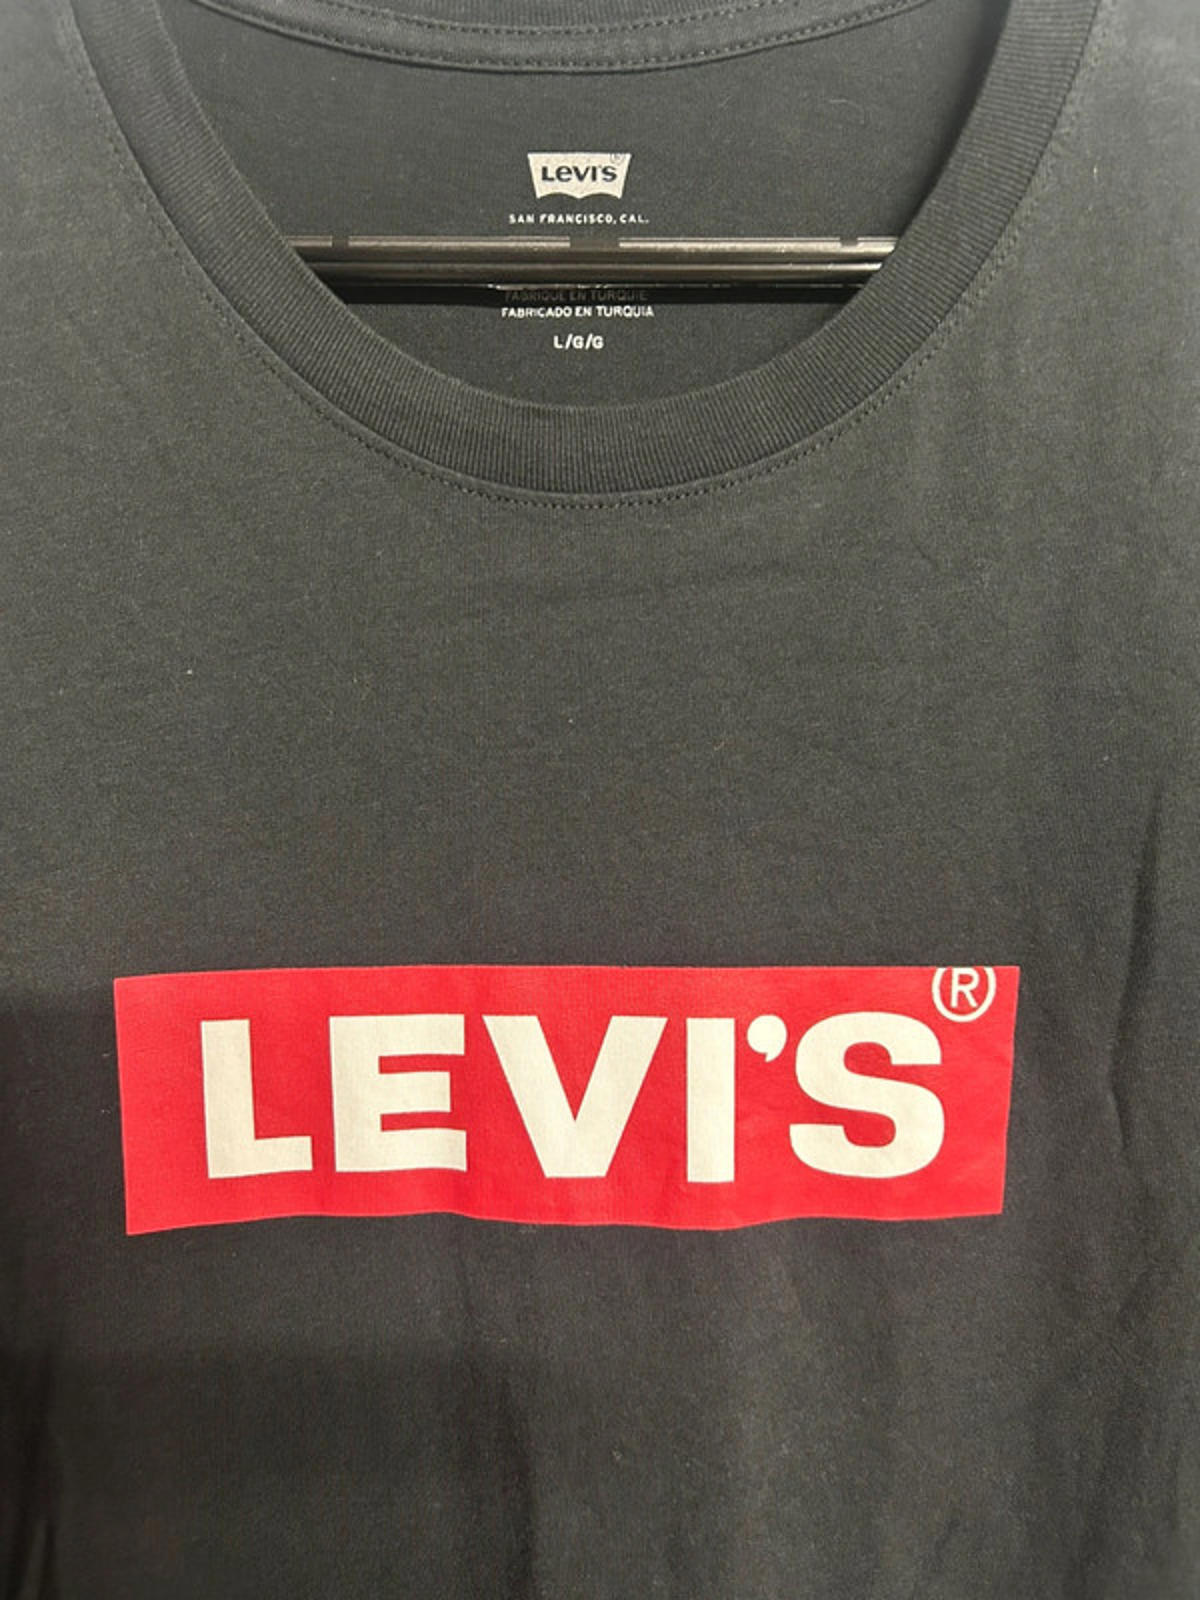 Levi's®
SAN FRANCISCO, CAL.
FABRIQUÉ EN TURQUIE
FABRICADO EN TURQUIA
L/G/G
LEVI'S®